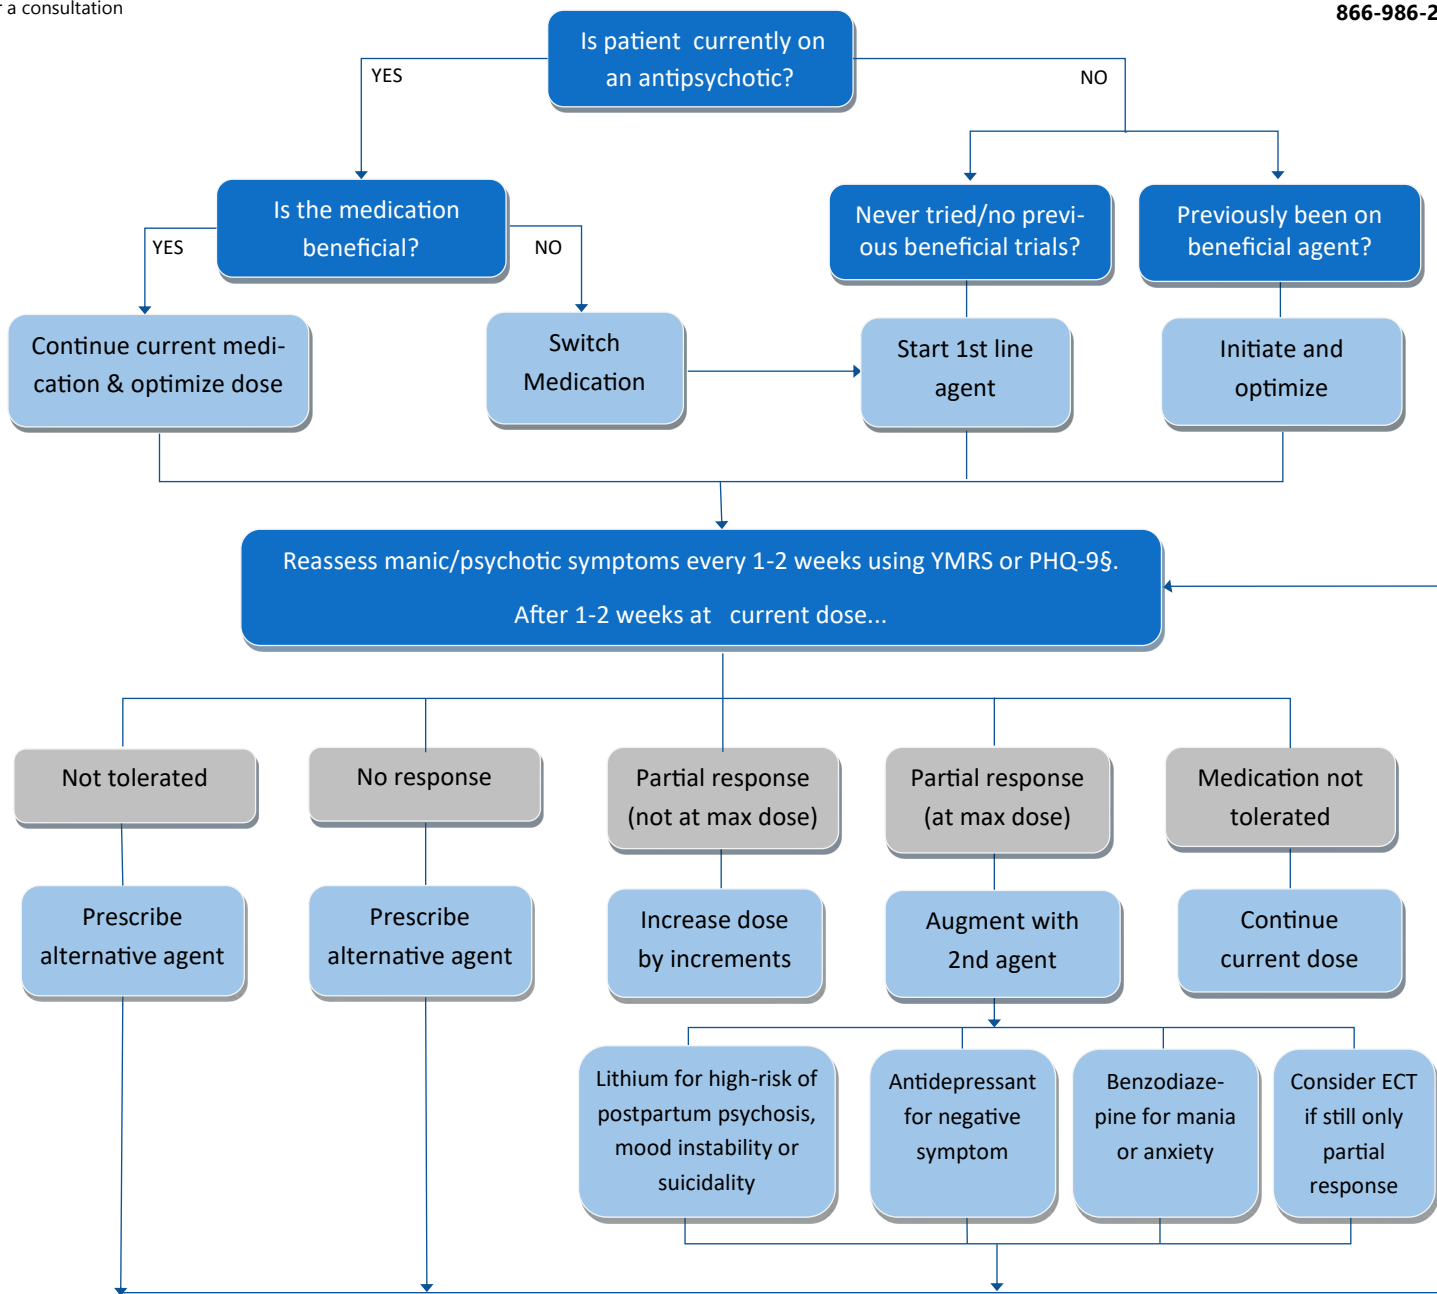 r a consultation
866-986-2
Is patient currently on
an antipsychotic?
YES
NO
Is the medication
beneficial?
Never tried/no previ-
ous beneficial trials?
Previously been on
beneficial agent?
YES
NO
Continue current medi-
cation & optimize dose
Switch
Medication
Start 1st line
agent
Initiate and
optimize
Reassess manic/psychotic symptoms every 1-2 weeks using YMRS or PHQ-9§.
After 1-2 weeks at current dose...
Not tolerated
No response
Partial response
(not at max dose)
Partial response
(at max dose)
Medication not
tolerated
Prescribe
alternative agent
Prescribe
alternative agent
Increase dose
by increments
Augment with
2nd agent
Continue
current dose
Lithium for high-risk of
postpartum psychosis,
mood instability or
suicidality
Antidepressant
for negative
symptom
Benzodiaze-
pine for mania
or anxiety
Consider ECT
if still only
partial
response